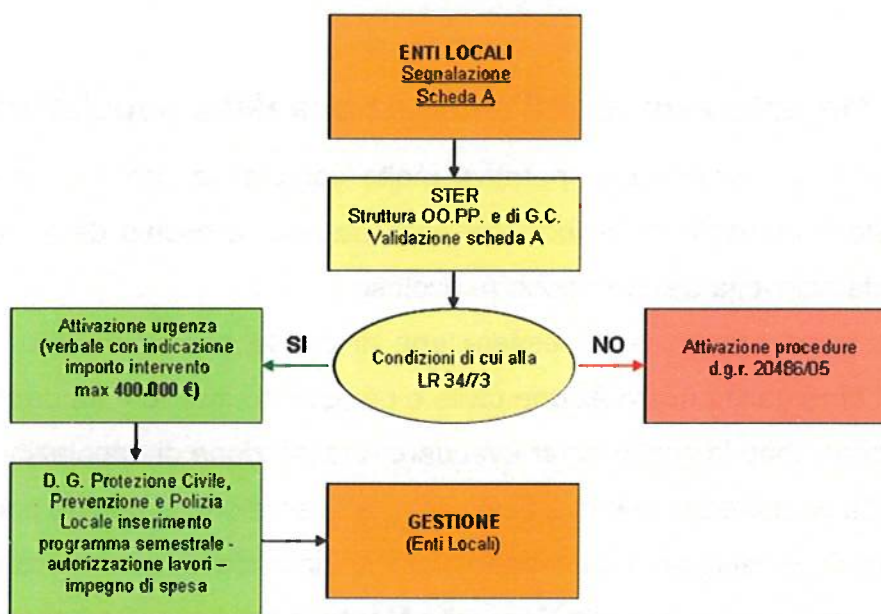 ENTI LOCALI
Segnalazione
Scheda A
STER
Struttura OO.PP. e di G.C.
Validazione scheda A
Attivazione urgenza
(verbale con indicazione
importo intervento
max 400.000 €)
SI
Condizioni di cui alla
LR 34/73
NO
Attivazione procedure
d.g.r. 20486/05
D. G. Protezione Civile,
Prevenzione e Polizia
Locale inserimento
programma semestrale -
autorizzazione lavori –
impegno di spesa
GESTIONE
(Enti Locali)